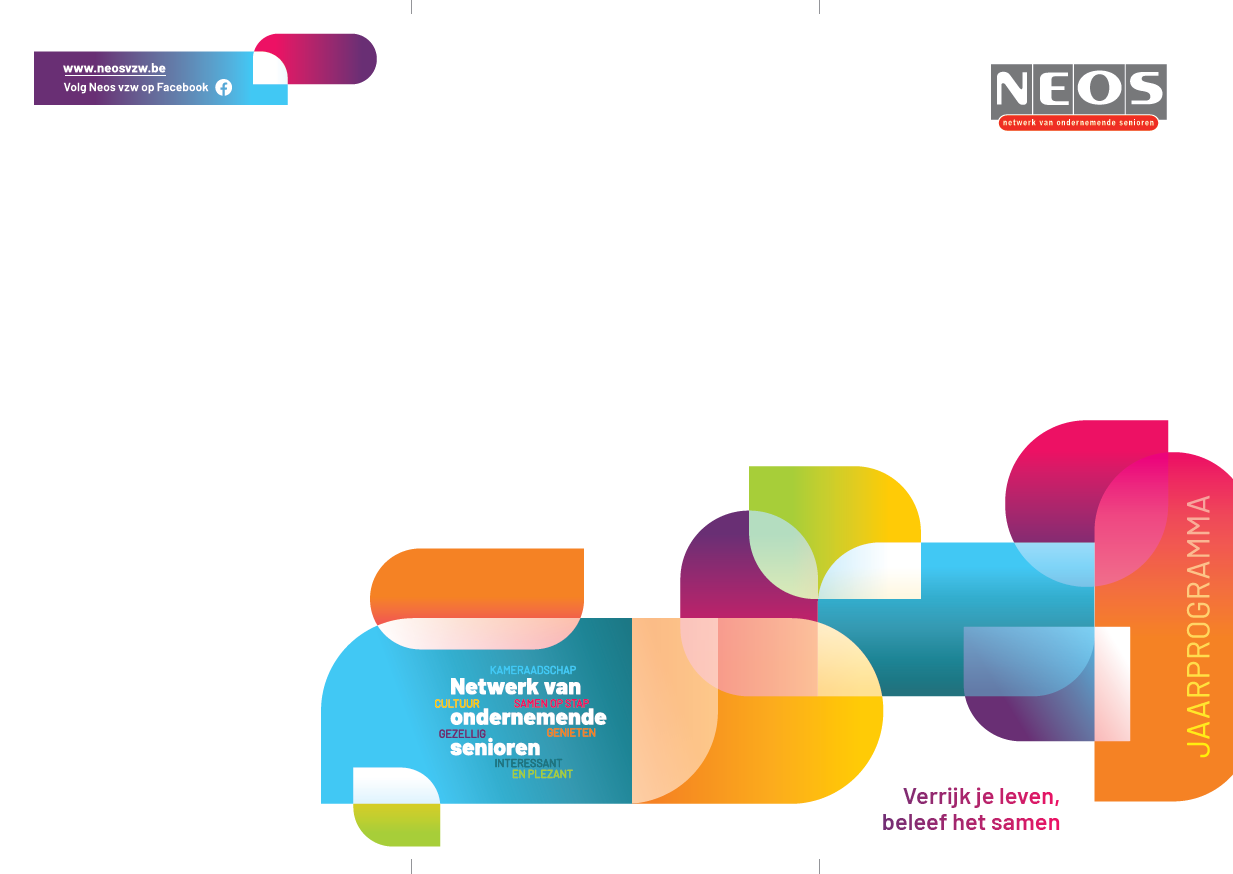 www.neosvzw.be
Volg Neos vzw op Facebook
NEOS
netwerk van ondernemende senioren
KAMERAADSCHAP
Netwerk van
CULTUUR
SAMEN OP STAP
ondernemende
GEZELLIG
GENIETEN
senioren
INTERESSANT
EN PLEZANT
JAARPROGRAMMA
Verrijk je leven,
beleef het samen